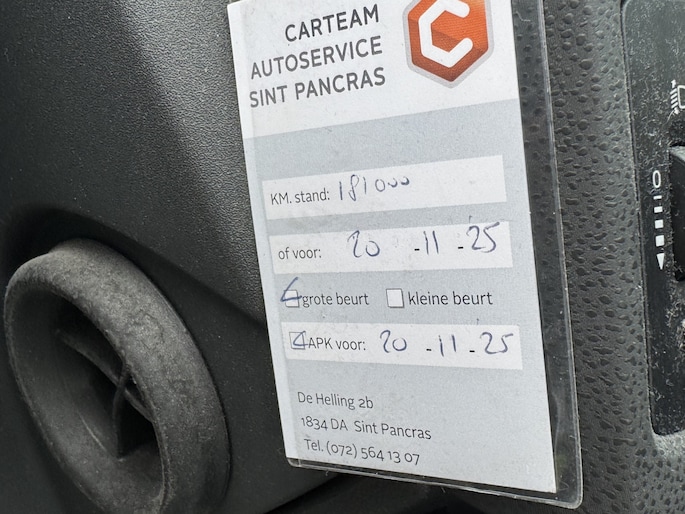 CARTEAM
AUTOSERVICE
SINT PANCRAS
KM. stand: 181000
of voor: 20 - 11 - 25
grote beurt kleine beurt
APK voor: 20 - 11 - 25
De Helling 2b
1834 DA Sint Pancras
Tel. (072) 564 13 07